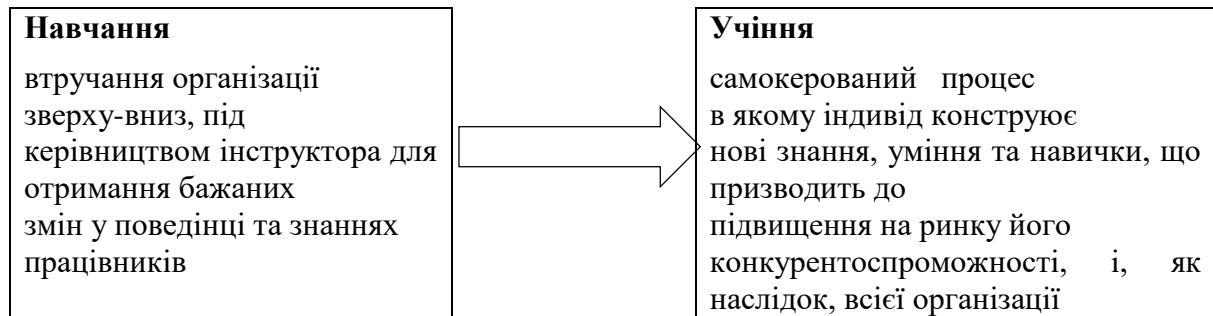 Навчання
втручання організації
зверху-вниз, під
керівництвом інструктора для
отримання бажаних
змін у поведінці та знаннях
працівників
Учіння
самокерований процес
в якому індивід конструює
нові знання, уміння та навички, що
призводить до
підвищення на ринку його
конкурентоспроможності, і, як
наслідок, всієї організації